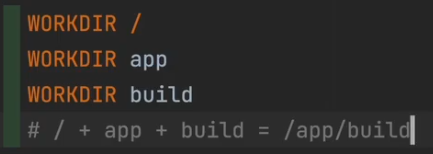 WORKDIR /
WORKDIR app
WORKDIR build
# / + app + build = /app/build